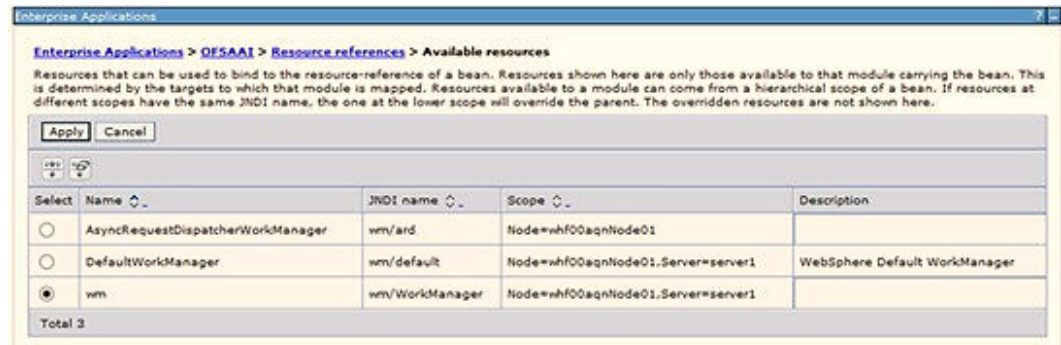 Enterprise Applications ? -
Enterprise Applications > OFSAAI > Resource references > Available resources
Resources that can be used to bind to the resource-reference of a bean. Resources shown here are only those available to that module carrying the bean. This
is determined by the targets to which that module is mapped. Resources available to a module can come from a hierarchical scope of a bean. If resources at
different scopes have the same JNDI name, the one at the lower scope will override the parent. The overridden resources are not shown here.
Apply Cancel
Select Name JNDI name Scope Description
AsyncRequestDispatcherWorkManager wm/ard Node=whf00aqnNode01
DefaultWorkManager wm/default Node=whf00aqnNode01,Server=server1 WebSphere Default WorkManager
wm wm/WorkManager Node=whf00aqnNode01,Server=server1
Total 3